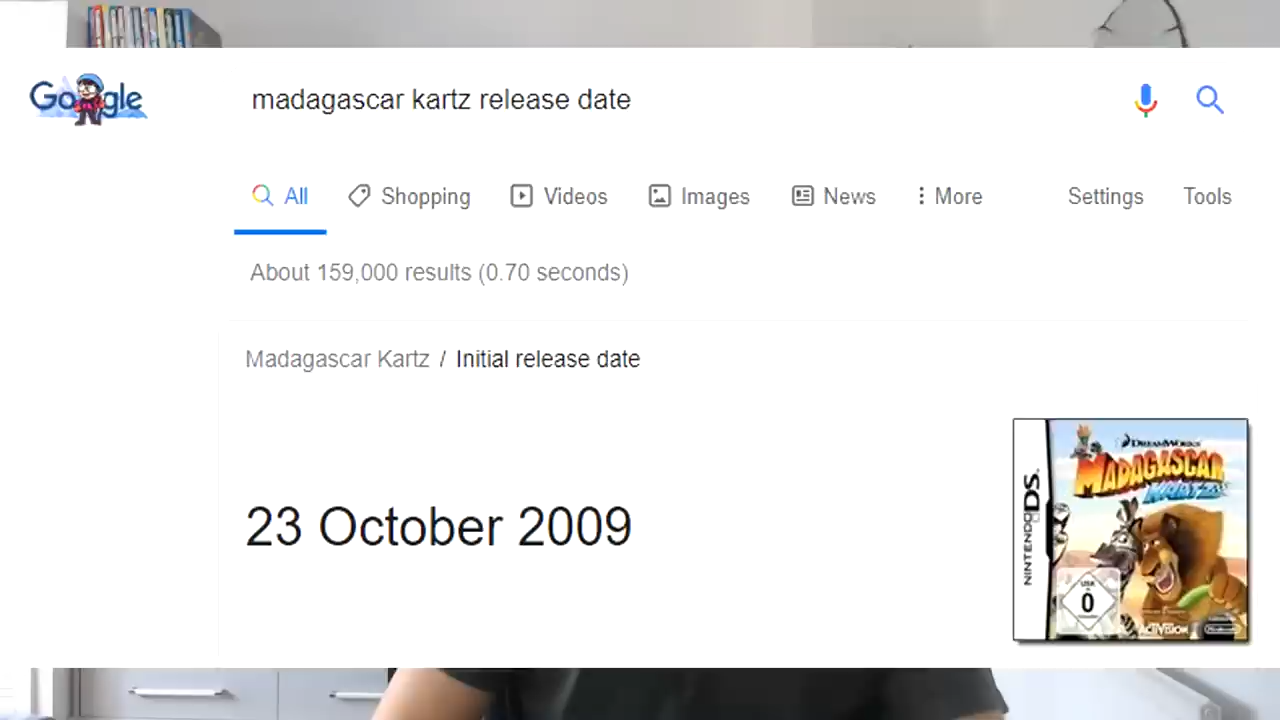 Google
madagascar kartz release date
All Shopping Videos Images News More Settings Tools
About 159,000 results (0.70 seconds)
Madagascar Kartz / Initial release date
23 October 2009
NINTENDO DS
DREAMWORKS
MADAGASCAR
KARTZ
USK
0
ACTIVISION
Nintendo